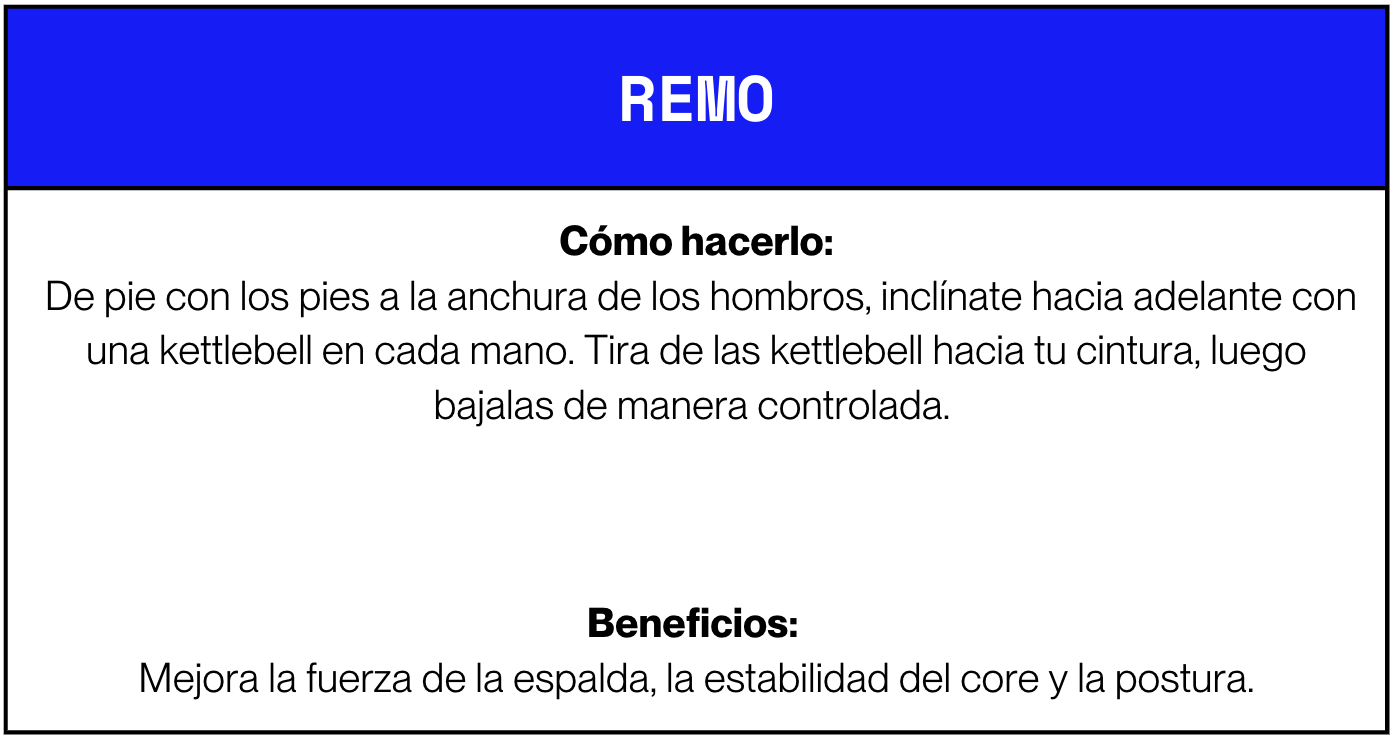 REMO
Cómo hacerlo:
De pie con los pies a la anchura de los hombros, inclínate hacia adelante con
una kettlebell en cada mano. Tira de las kettlebell hacia tu cintura, luego
bajalas de manera controlada.
Beneficios:
Mejora la fuerza de la espalda, la estabilidad del core y la postura.